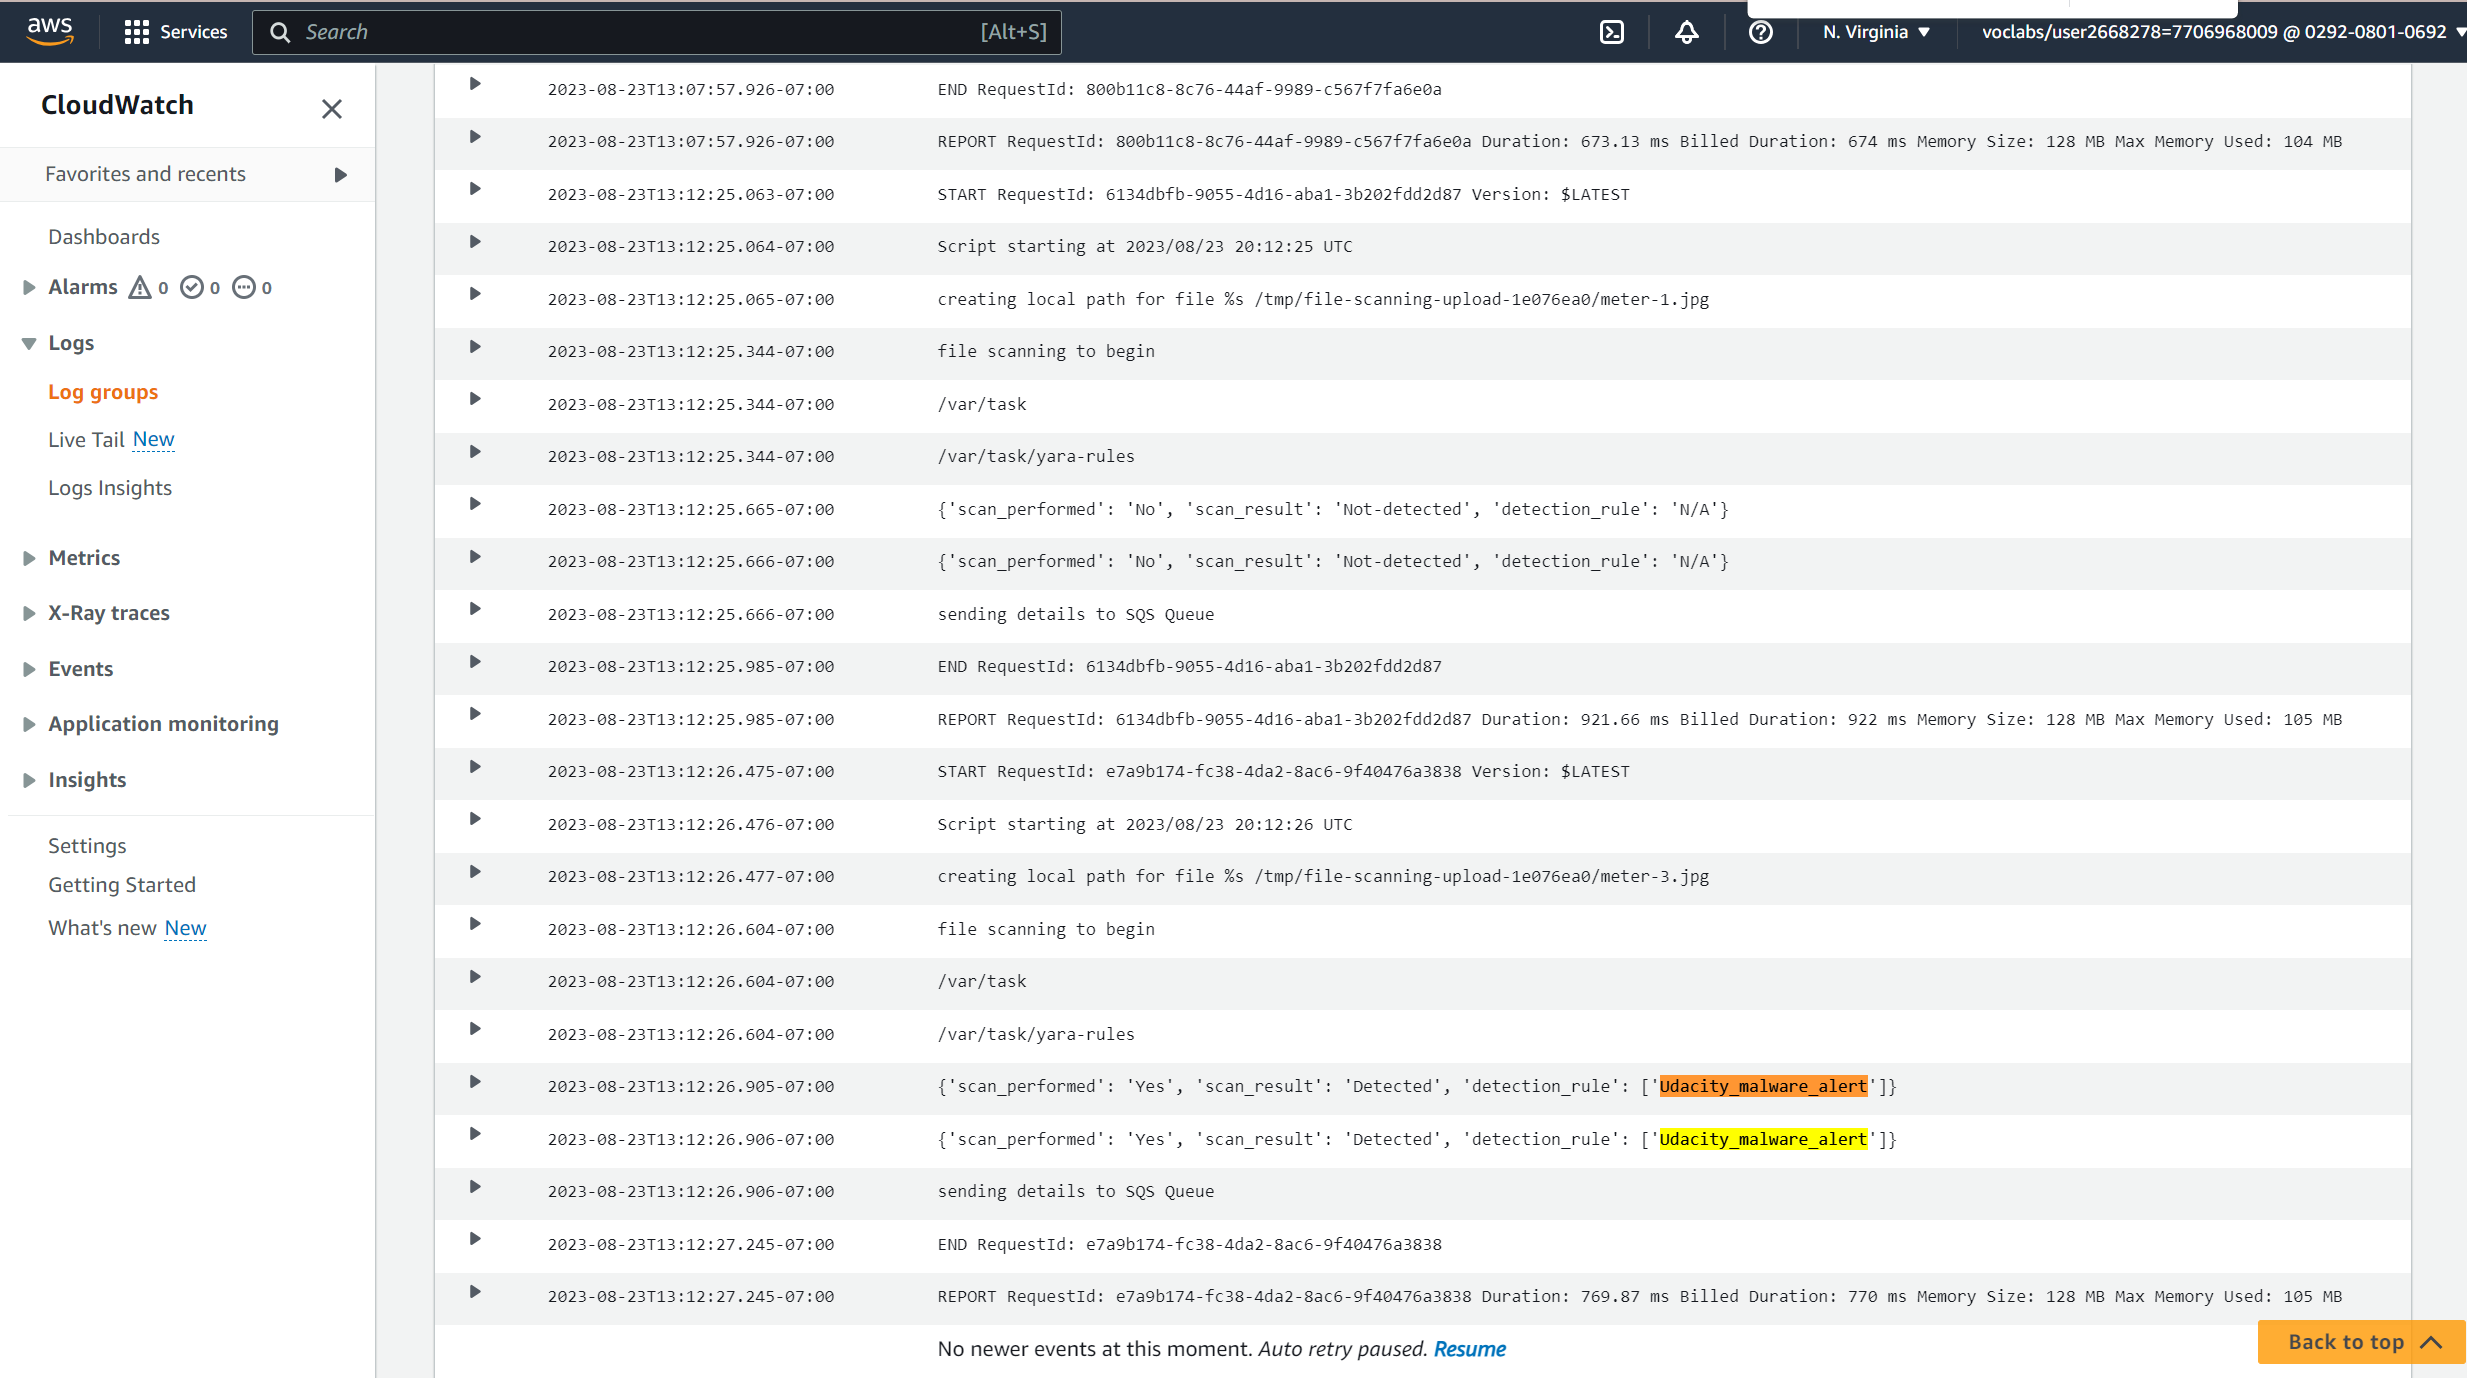 aws Services Search [Alt+S] N. Virginia voclabs/user2668278=7706968009 @ 0292-0801-0692
CloudWatch
Favorites and recents
Dashboards
Alarms 0 0 0
Logs
Log groups
Live Tail New
Logs Insights
Metrics
X-Ray traces
Events
Application monitoring
Insights
Settings
Getting Started
What's new New
2023-08-23T13:07:57.926-07:00 END RequestId: 800b11c8-8c76-44af-9989-c567f7fa6e0a
2023-08-23T13:07:57.926-07:00 REPORT RequestId: 800b11c8-8c76-44af-9989-c567f7fa6e0a Duration: 673.13 ms Billed Duration: 674 ms Memory Size: 128 MB Max Memory Used: 104 MB
2023-08-23T13:12:25.063-07:00 START RequestId: 6134dbfb-9055-4d16-aba1-3b202fdd2d87 Version: $LATEST
2023-08-23T13:12:25.064-07:00 Script starting at 2023/08/23 20:12:25 UTC
2023-08-23T13:12:25.065-07:00 creating local path for file %s /tmp/file-scanning-upload-1e076ea0/meter-1.jpg
2023-08-23T13:12:25.344-07:00 file scanning to begin
2023-08-23T13:12:25.344-07:00 /var/task
2023-08-23T13:12:25.344-07:00 /var/task/yara-rules
2023-08-23T13:12:25.665-07:00 {'scan_performed': 'No', 'scan_result': 'Not-detected', 'detection_rule': 'N/A'}
2023-08-23T13:12:25.666-07:00 {'scan_performed': 'No', 'scan_result': 'Not-detected', 'detection_rule': 'N/A'}
2023-08-23T13:12:25.666-07:00 sending details to SQS Queue
2023-08-23T13:12:25.985-07:00 END RequestId: 6134dbfb-9055-4d16-aba1-3b202fdd2d87
2023-08-23T13:12:25.985-07:00 REPORT RequestId: 6134dbfb-9055-4d16-aba1-3b202fdd2d87 Duration: 921.66 ms Billed Duration: 922 ms Memory Size: 128 MB Max Memory Used: 105 MB
2023-08-23T13:12:26.475-07:00 START RequestId: e7a9b174-fc38-4da2-8ac6-9f40476a3838 Version: $LATEST
2023-08-23T13:12:26.476-07:00 Script starting at 2023/08/23 20:12:26 UTC
2023-08-23T13:12:26.477-07:00 creating local path for file %s /tmp/file-scanning-upload-1e076ea0/meter-3.jpg
2023-08-23T13:12:26.604-07:00 file scanning to begin
2023-08-23T13:12:26.604-07:00 /var/task
2023-08-23T13:12:26.604-07:00 /var/task/yara-rules
2023-08-23T13:12:26.905-07:00 {'scan_performed': 'Yes', 'scan_result': 'Detected', 'detection_rule': ['Udacity_malware_alert']}
2023-08-23T13:12:26.906-07:00 {'scan_performed': 'Yes', 'scan_result': 'Detected', 'detection_rule': ['Udacity_malware_alert']}
2023-08-23T13:12:26.906-07:00 sending details to SQS Queue
2023-08-23T13:12:27.245-07:00 END RequestId: e7a9b174-fc38-4da2-8ac6-9f40476a3838
2023-08-23T13:12:27.245-07:00 REPORT RequestId: e7a9b174-fc38-4da2-8ac6-9f40476a3838 Duration: 769.87 ms Billed Duration: 770 ms Memory Size: 128 MB Max Memory Used: 105 MB
No newer events at this moment. Auto retry paused. Resume
Back to top